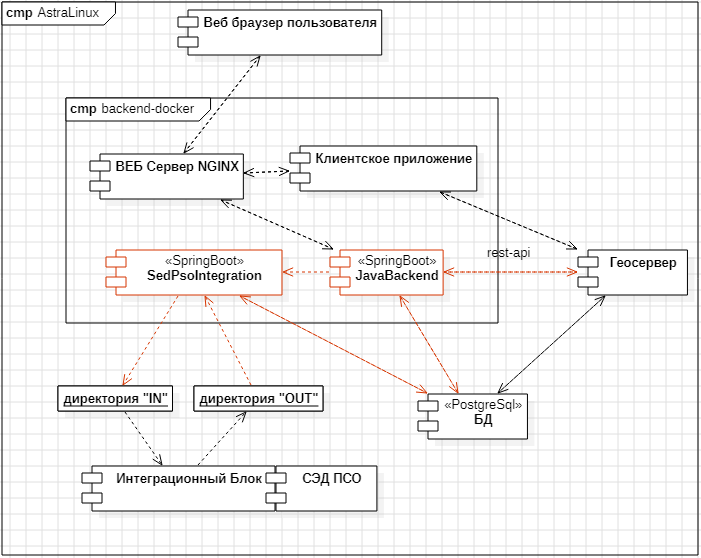 cmp AstraLinux
Веб браузер пользователя
cmp backend-docker
ВЕБ Сервер NGINX
Клиентское приложение
«SpringBoot»
SedPsoIntegration
«SpringBoot»
JavaBackend
rest-api
Геосервер
директория "IN"
директория "OUT"
«PostgreSql»
БД
Интеграционный Блок
СЭД ПСО